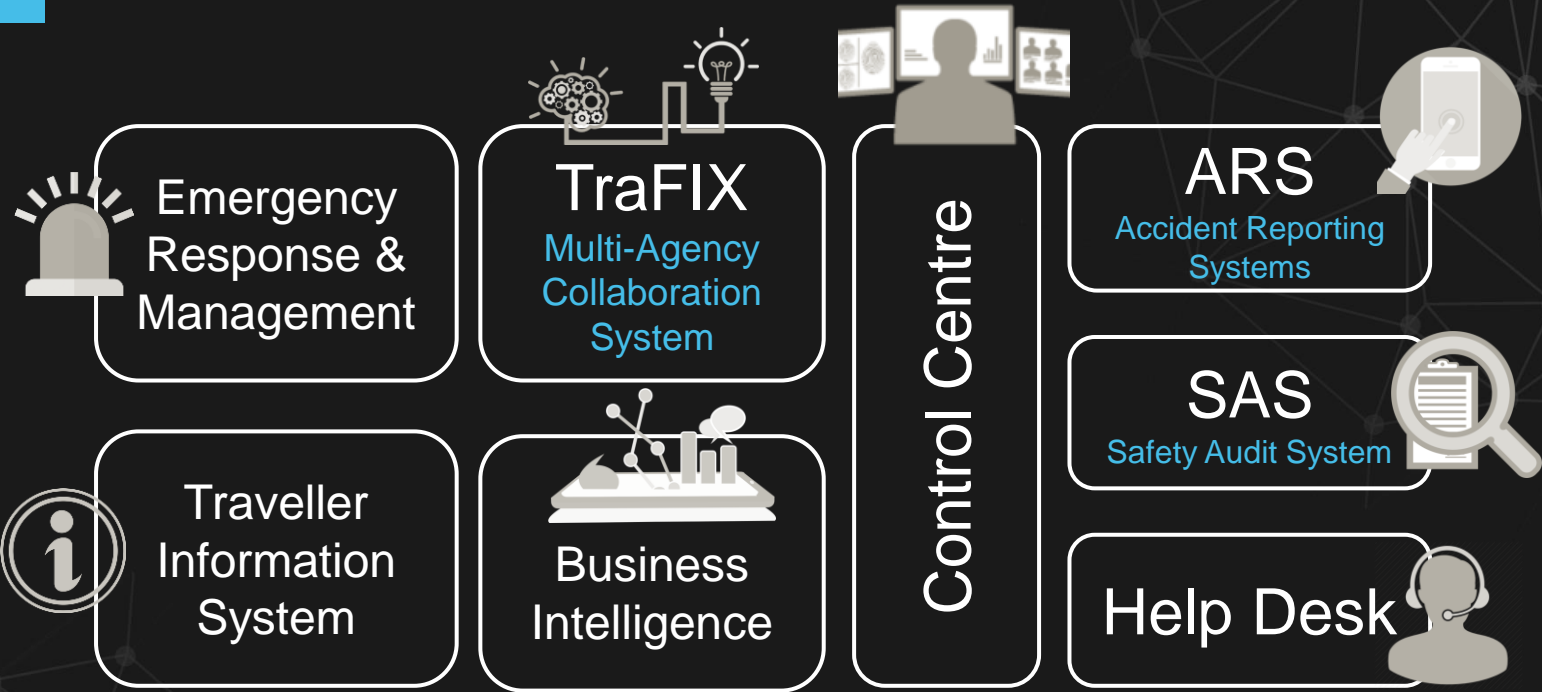 Emergency
Response &
Management
TraFIX
Multi-Agency
Collaboration
System
Control Centre
ARS
Accident Reporting
Systems
SAS
Safety Audit System
Traveller
Information
System
Business
Intelligence
Help Desk